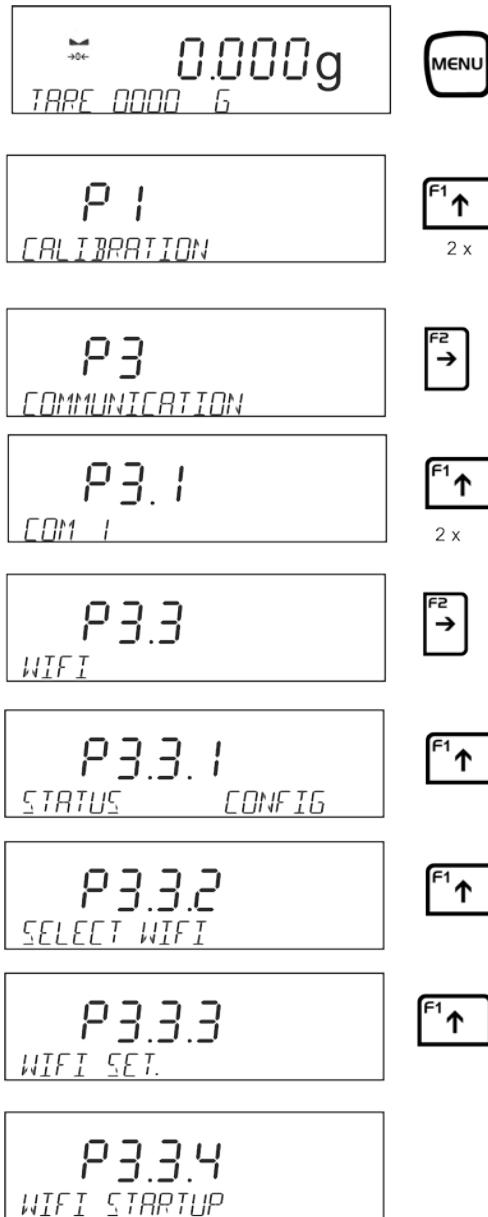 →0←
0.000g
TARE 0000 G
MENU
P1
CALIBRATION
F1 ↑
2 x
P3
COMMUNICATION
F2 →
P3.1
COM 1
F1 ↑
2 x
P3.3
WIFI
F2 →
P3.3.1
STATUS CONFIG
F1 ↑
P3.3.2
SELECT WIFI
F1 ↑
P3.3.3
WIFI SET.
F1 ↑
P3.3.4
WIFI STARTUP